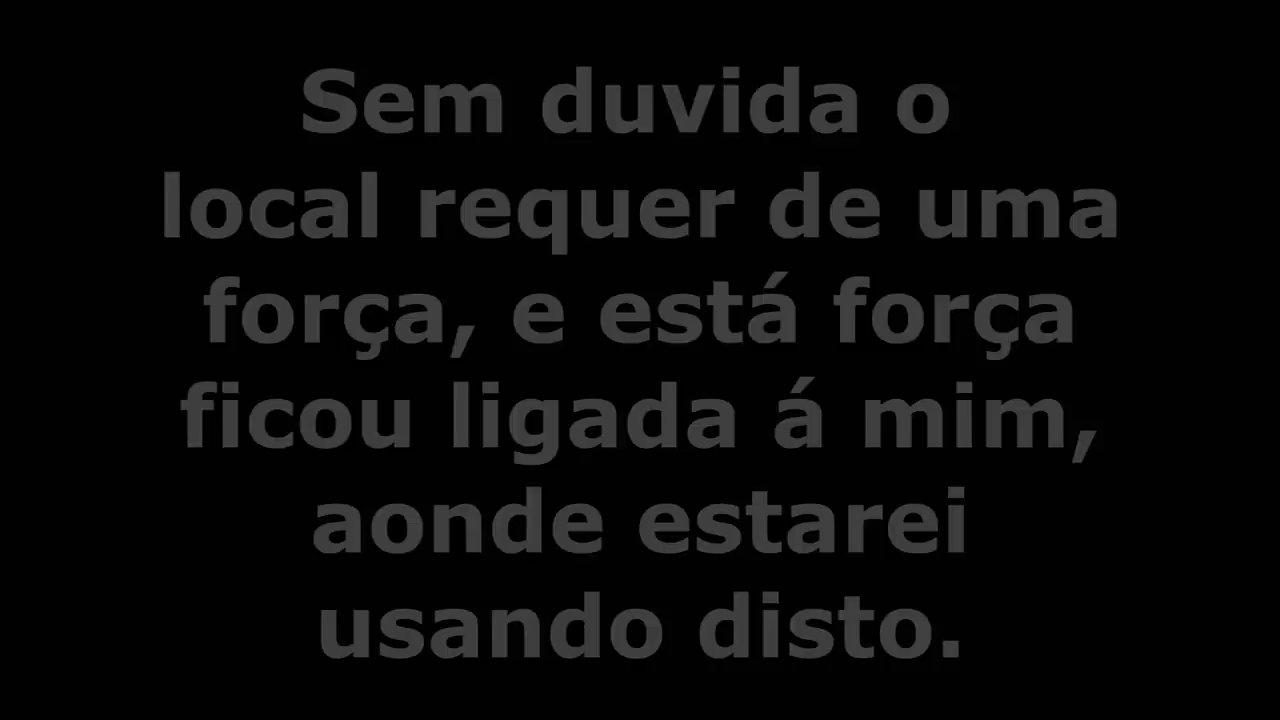 Sem duvida o
local requer de uma
força, e está força
ficou ligada á mim,
aonde estarei
usando disto.